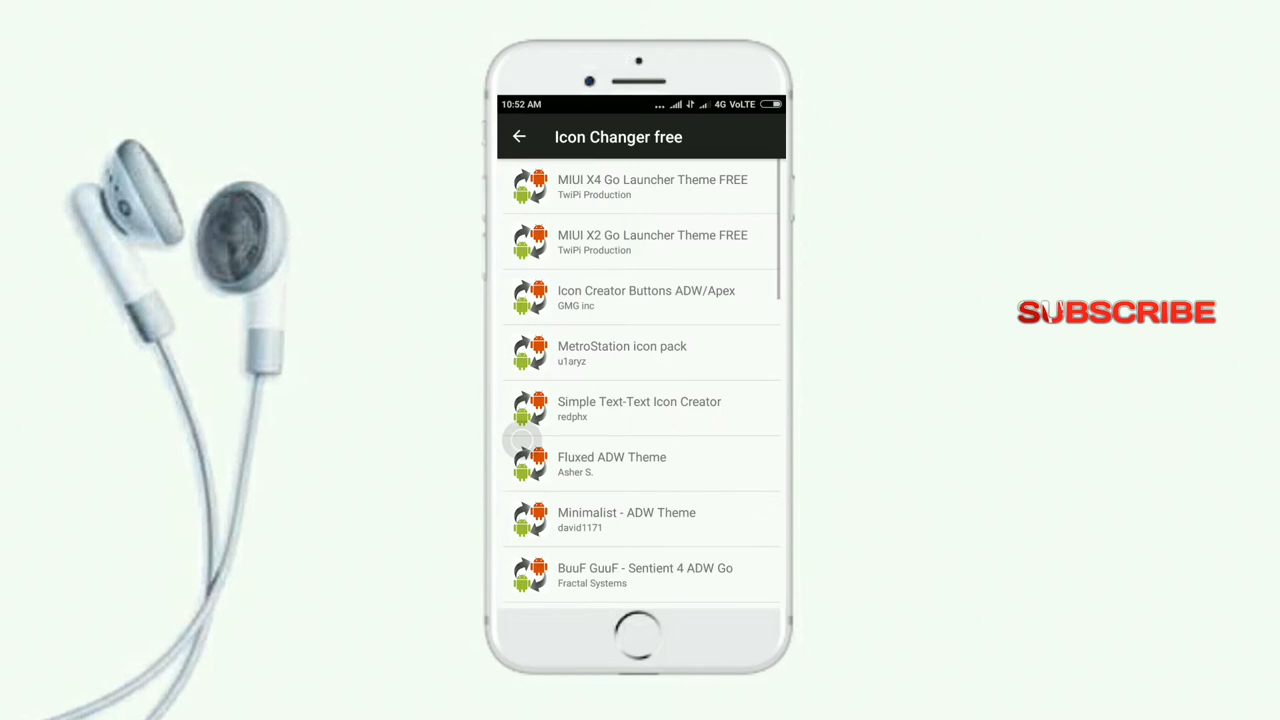 10:52 AM
4G VoLTE
Icon Changer free
MIUI X4 Go Launcher Theme FREE
TwiPi Production
MIUI X2 Go Launcher Theme FREE
TwiPi Production
Icon Creator Buttons ADW/Apex
GMG inc
MetroStation icon pack
u1aryz
Simple Text-Text Icon Creator
redphx
Fluxed ADW Theme
Asher S.
Minimalist - ADW Theme
david1171
BuuF GuuF - Sentient 4 ADW Go
Fractal Systems
SUBSCRIBE